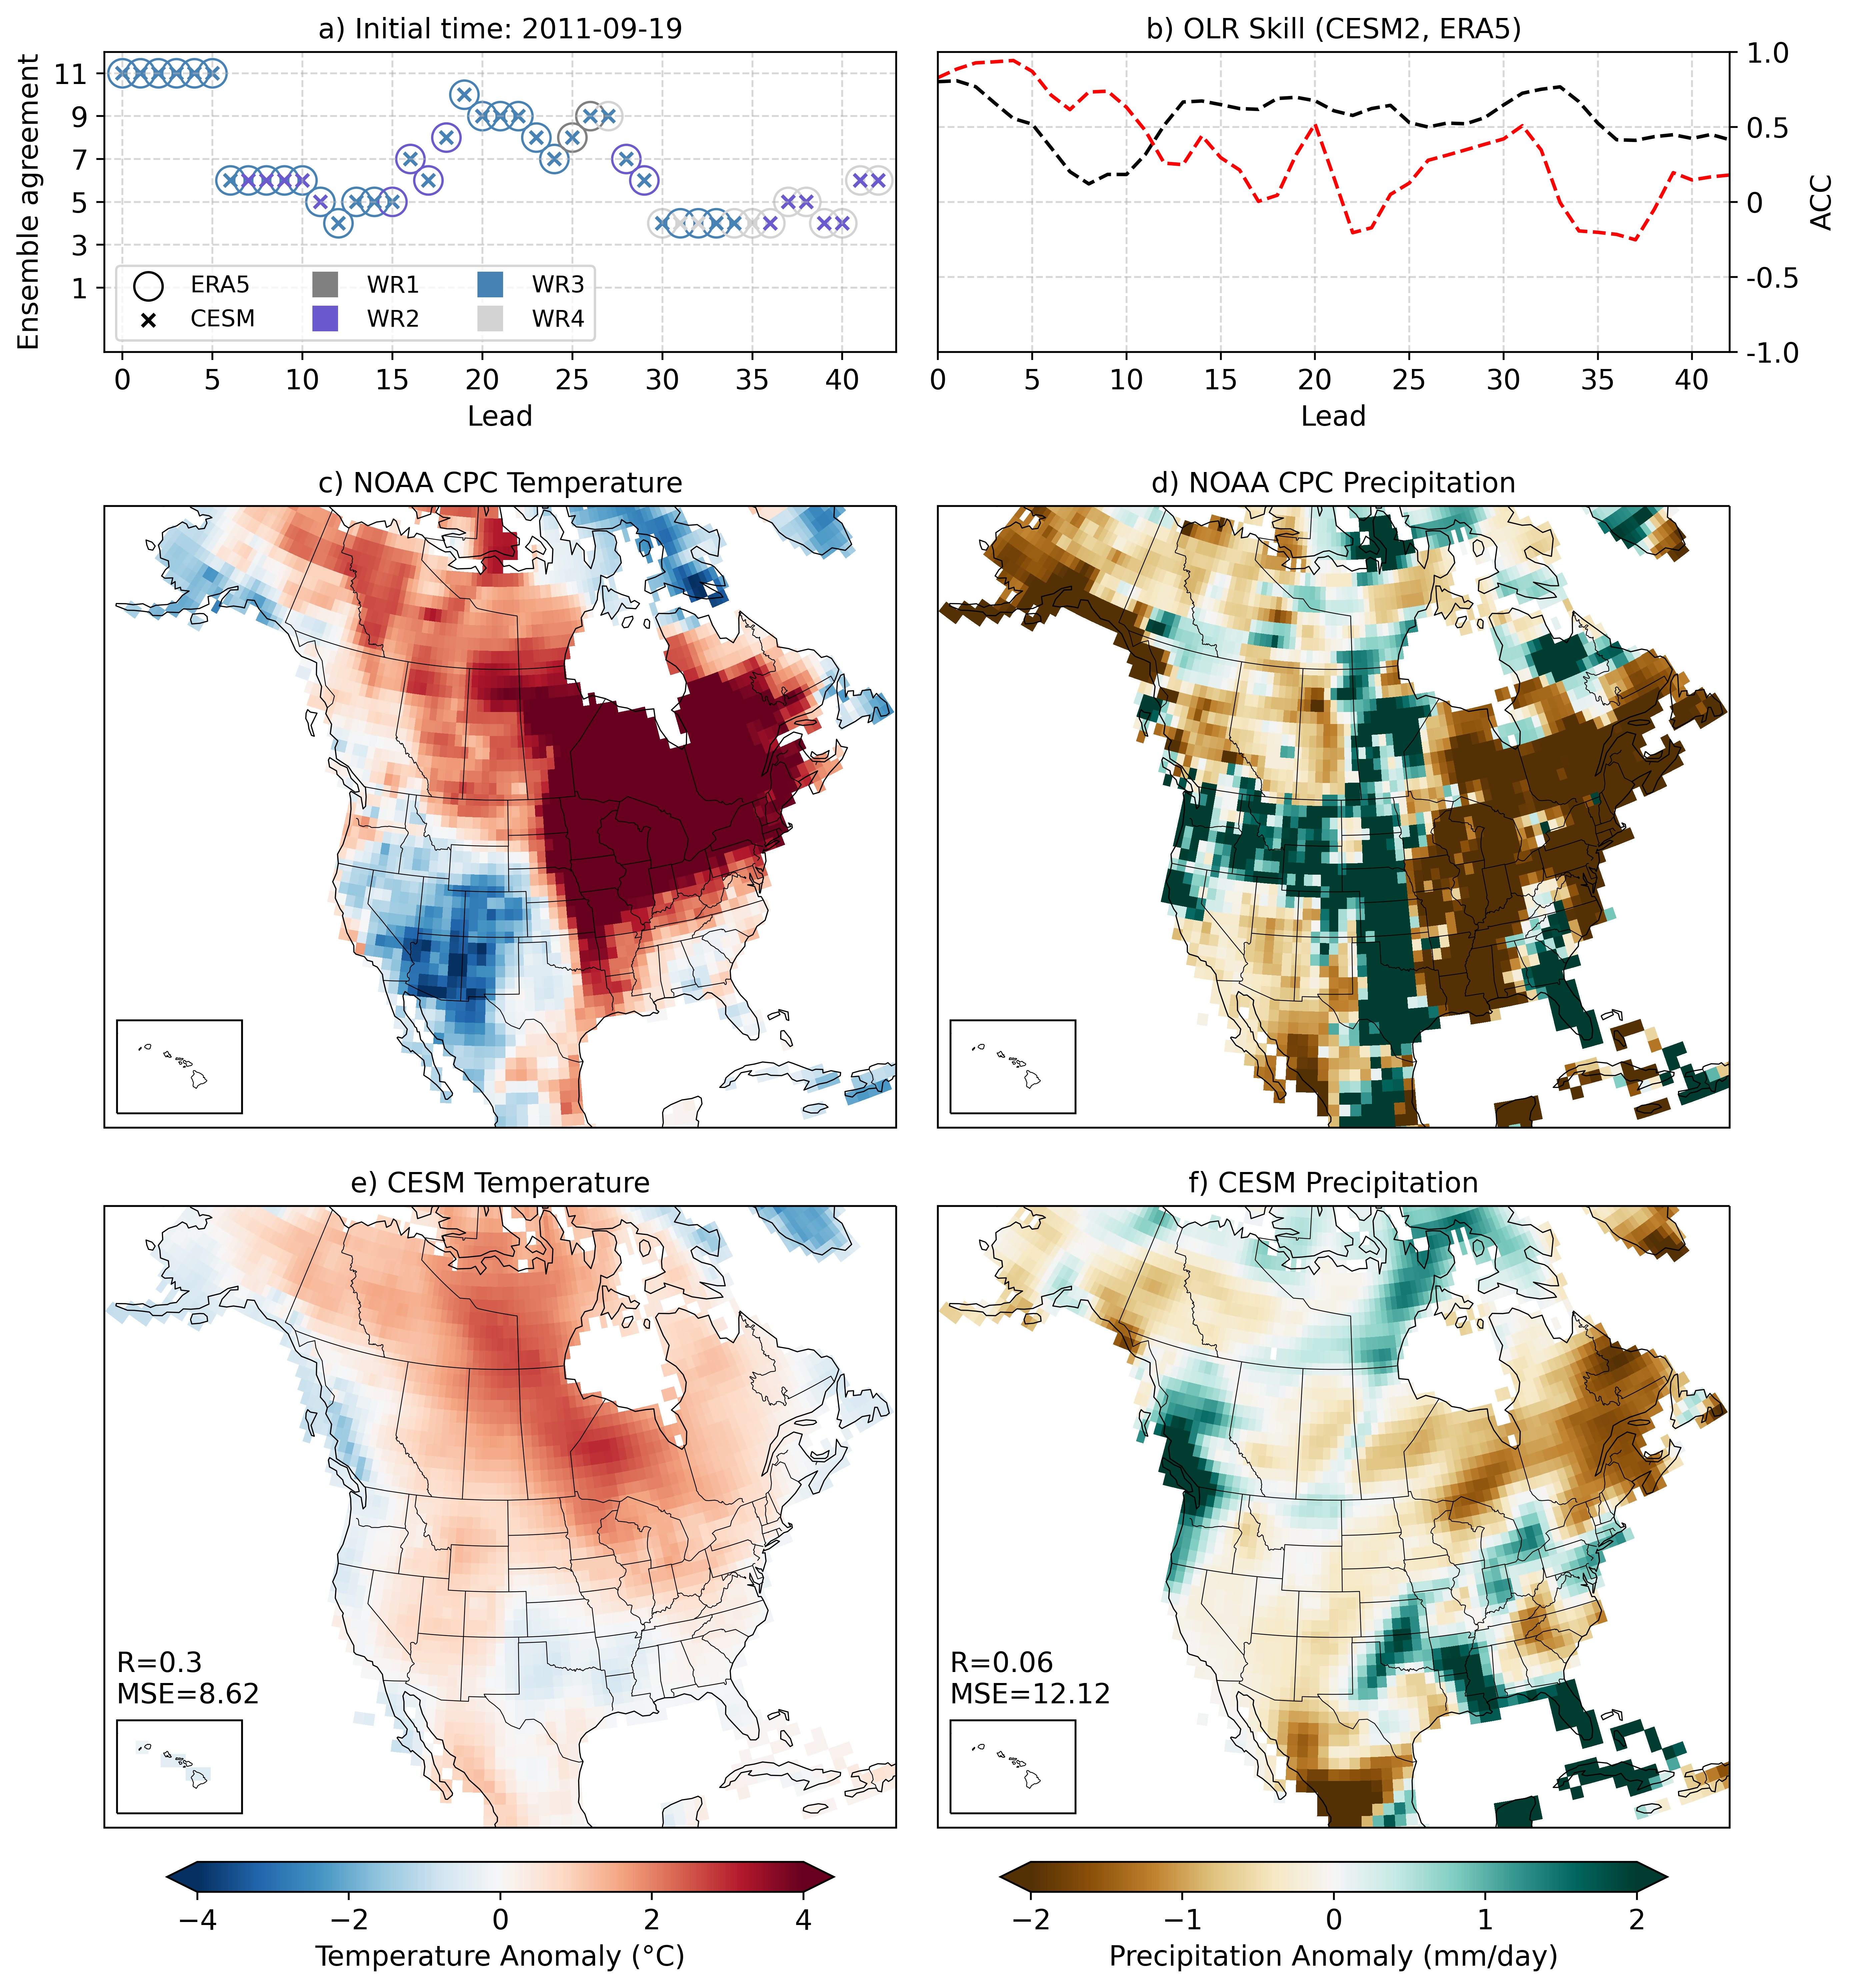 a) Initial time: 2011-09-19
Ensemble agreement
11
9
7
5
3
1
ERA5 WR1 WR3
CESM WR2 WR4
0 5 10 15 20 25 30 35 40
Lead
b) OLR Skill (CESM2, ERA5)
1.0
0.5
0
-0.5
-1.0
ACC
0 5 10 15 20 25 30 35 40
Lead
c) NOAA CPC Temperature
d) NOAA CPC Precipitation
e) CESM Temperature
R=0.3
MSE=8.62
f) CESM Precipitation
R=0.06
MSE=12.12
−4 −2 0 2 4
Temperature Anomaly (°C)
−2 −1 0 1 2
Precipitation Anomaly (mm/day)